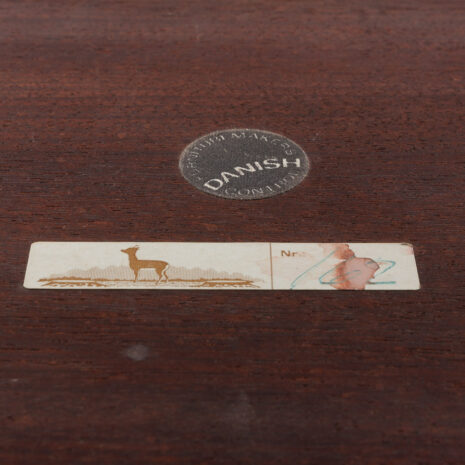 FURNITURE MAKERS
DANISH
CONTROL
Nr.